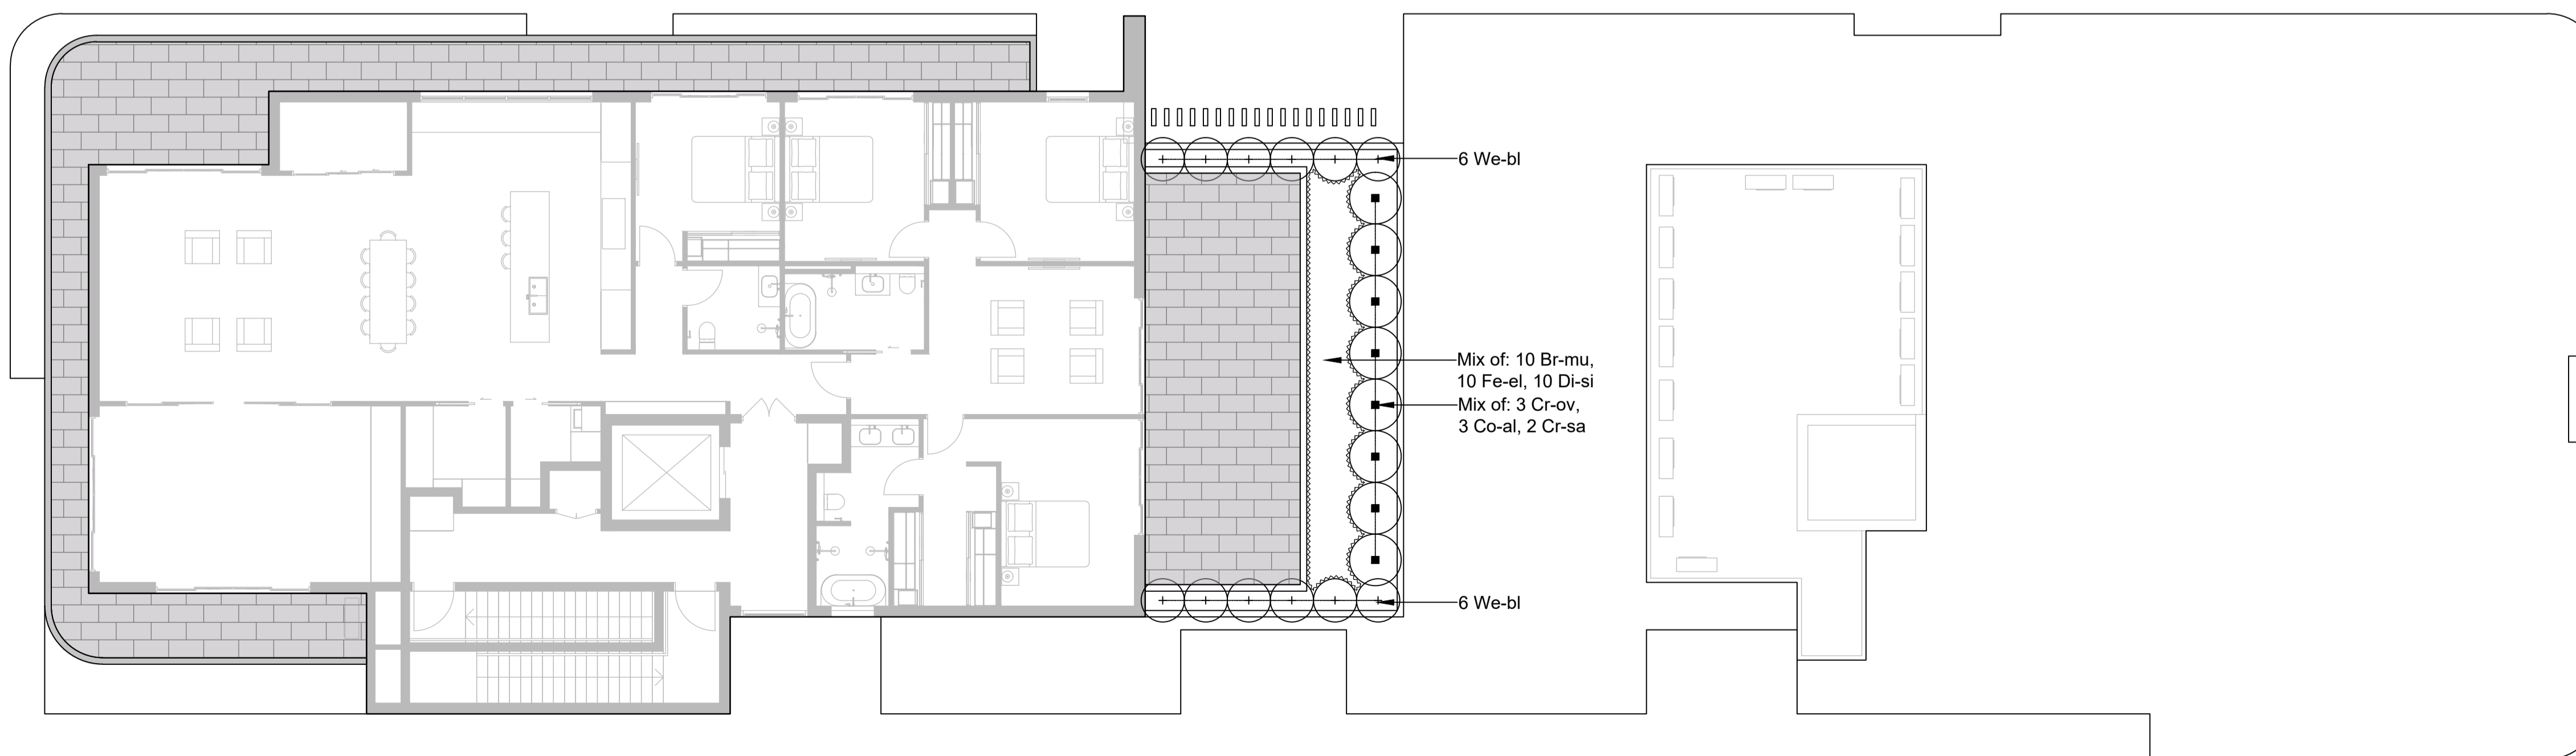 6 We-bl
Mix of: 10 Br-mu,
10 Fe-el, 10 Di-si
Mix of: 3 Cr-ov,
3 Co-al, 2 Cr-sa
6 We-bl